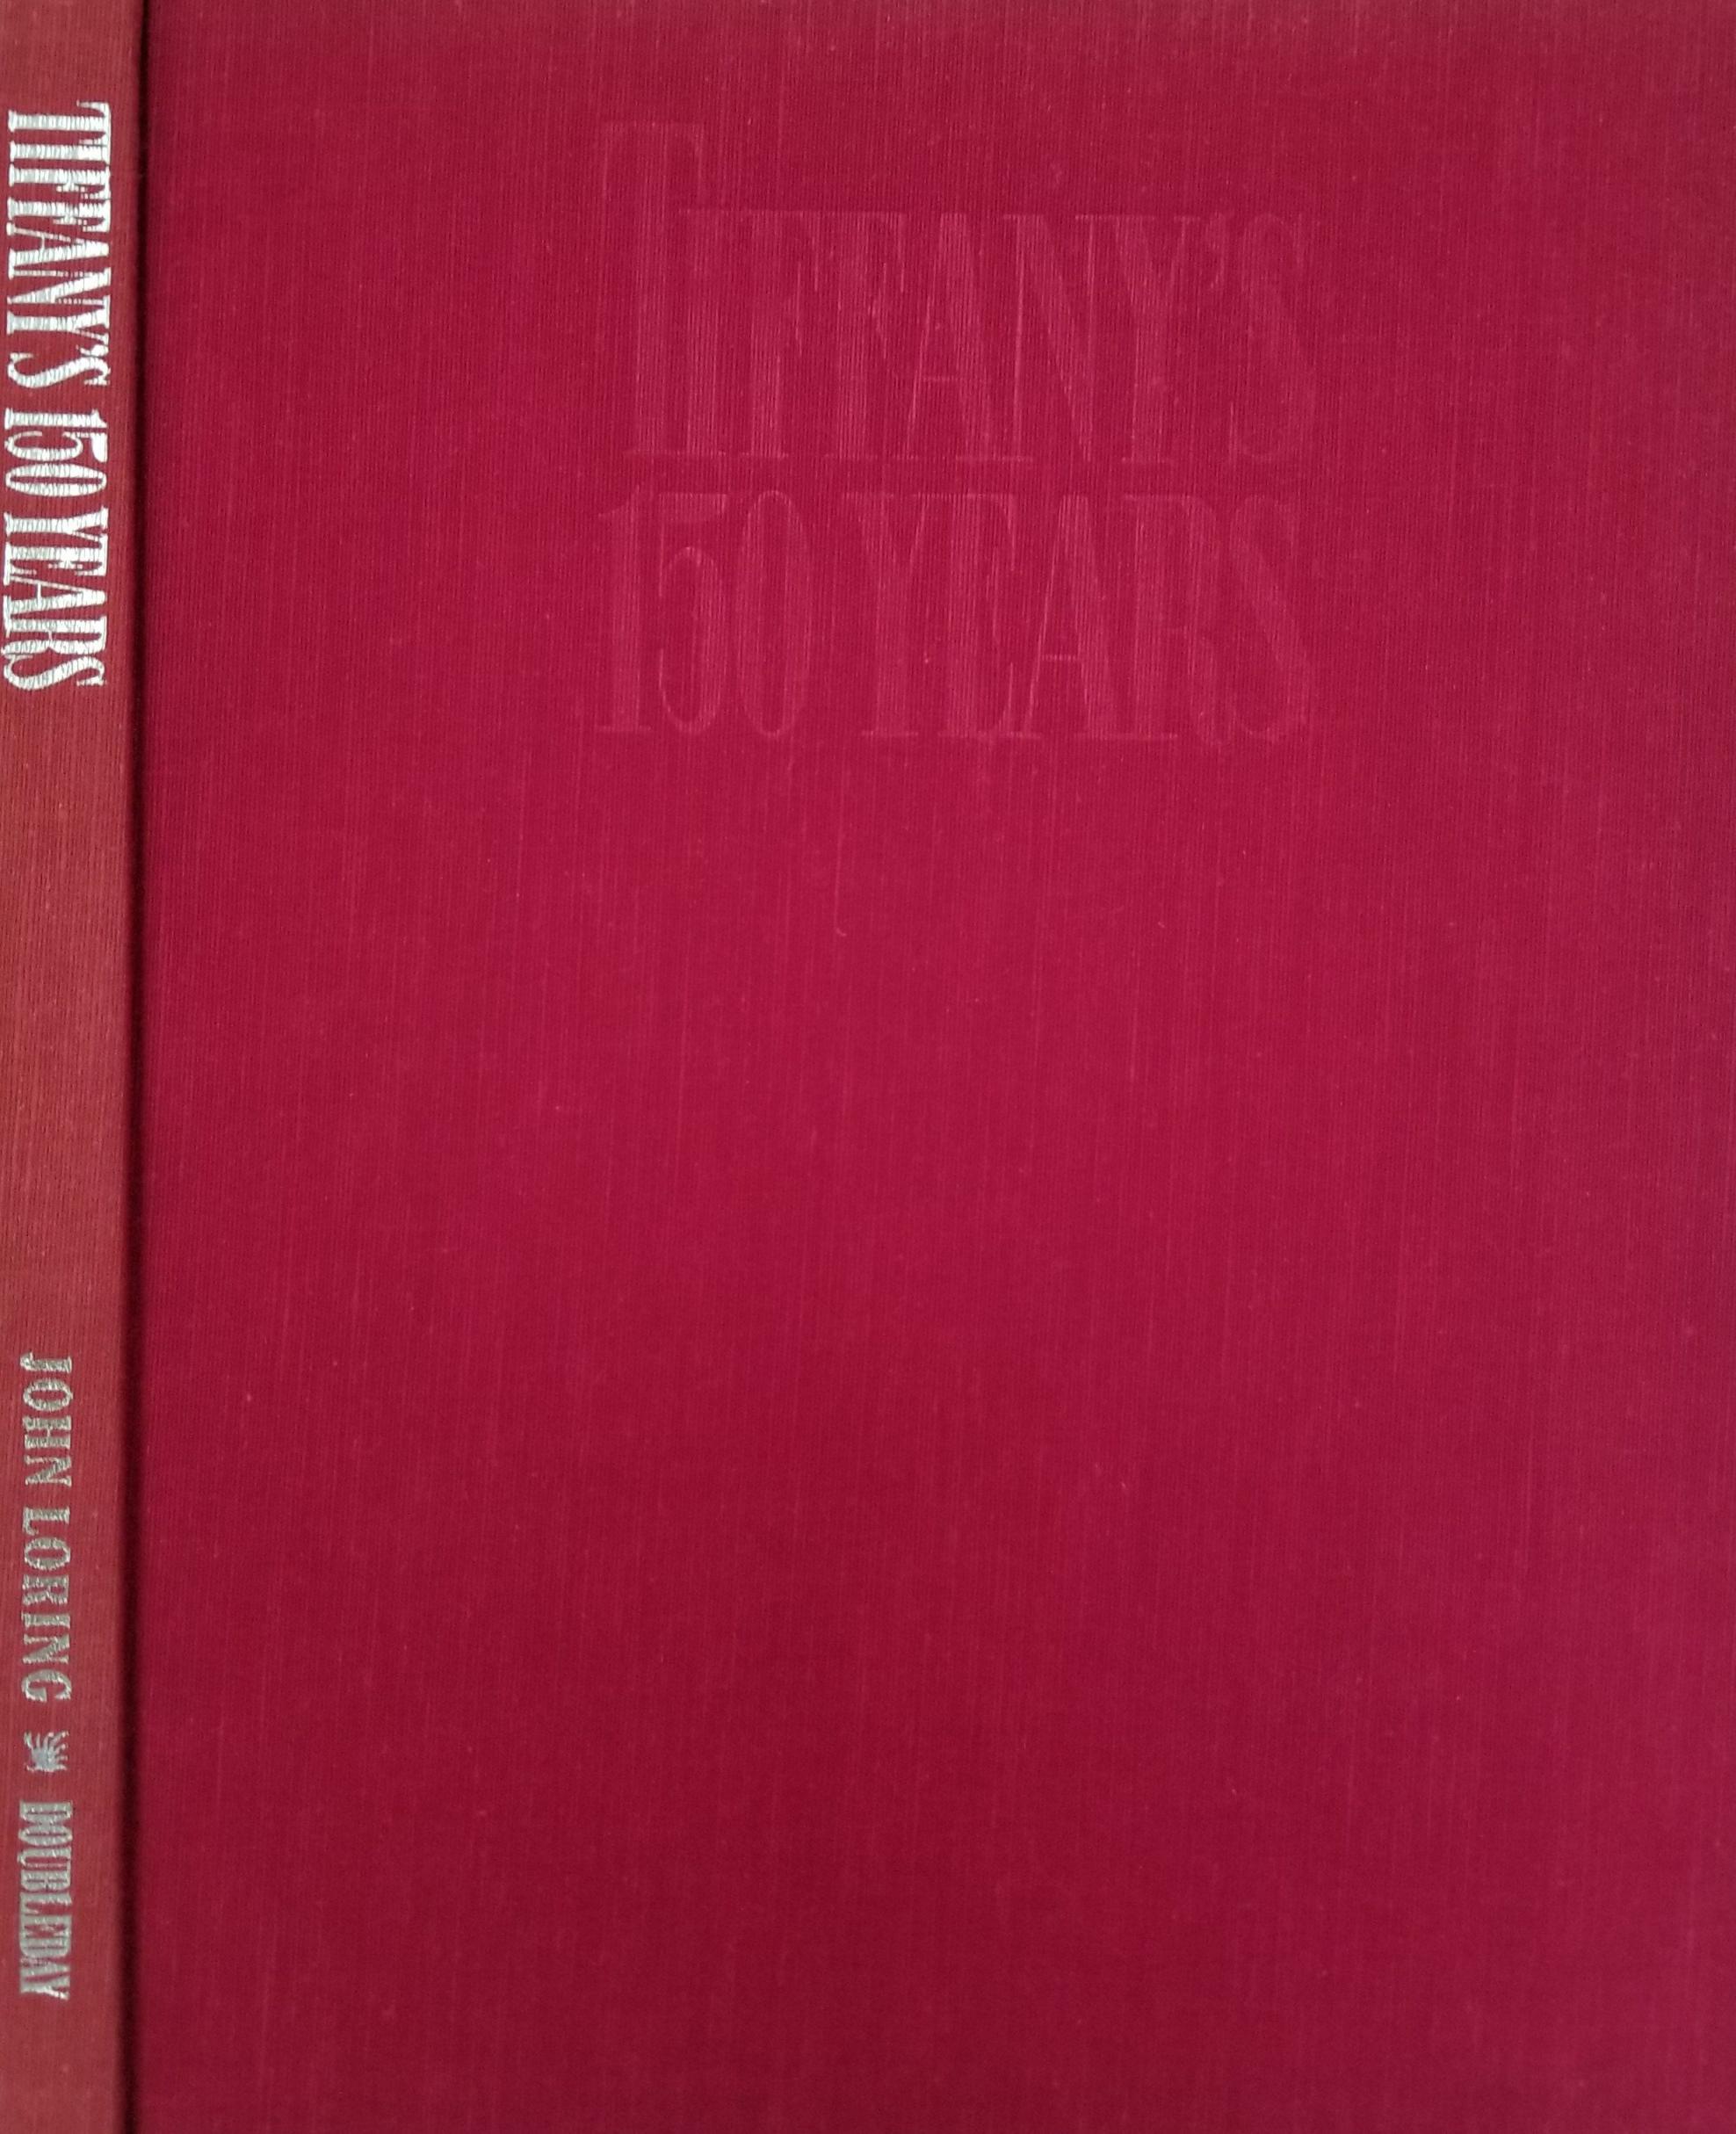 TIFFANY'S 150 YEARS
JOHN LORING
DOUBLEDAY
TIFFANY'S
150 YEARS